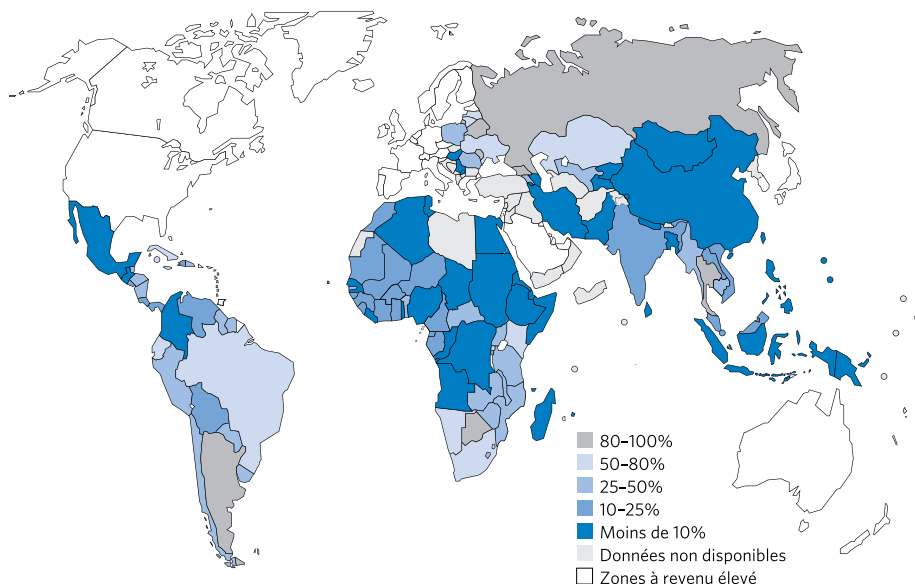 80–100%
50–80%
25–50%
10–25%
Moins de 10%
Données non disponibles
Zones à revenu élevé